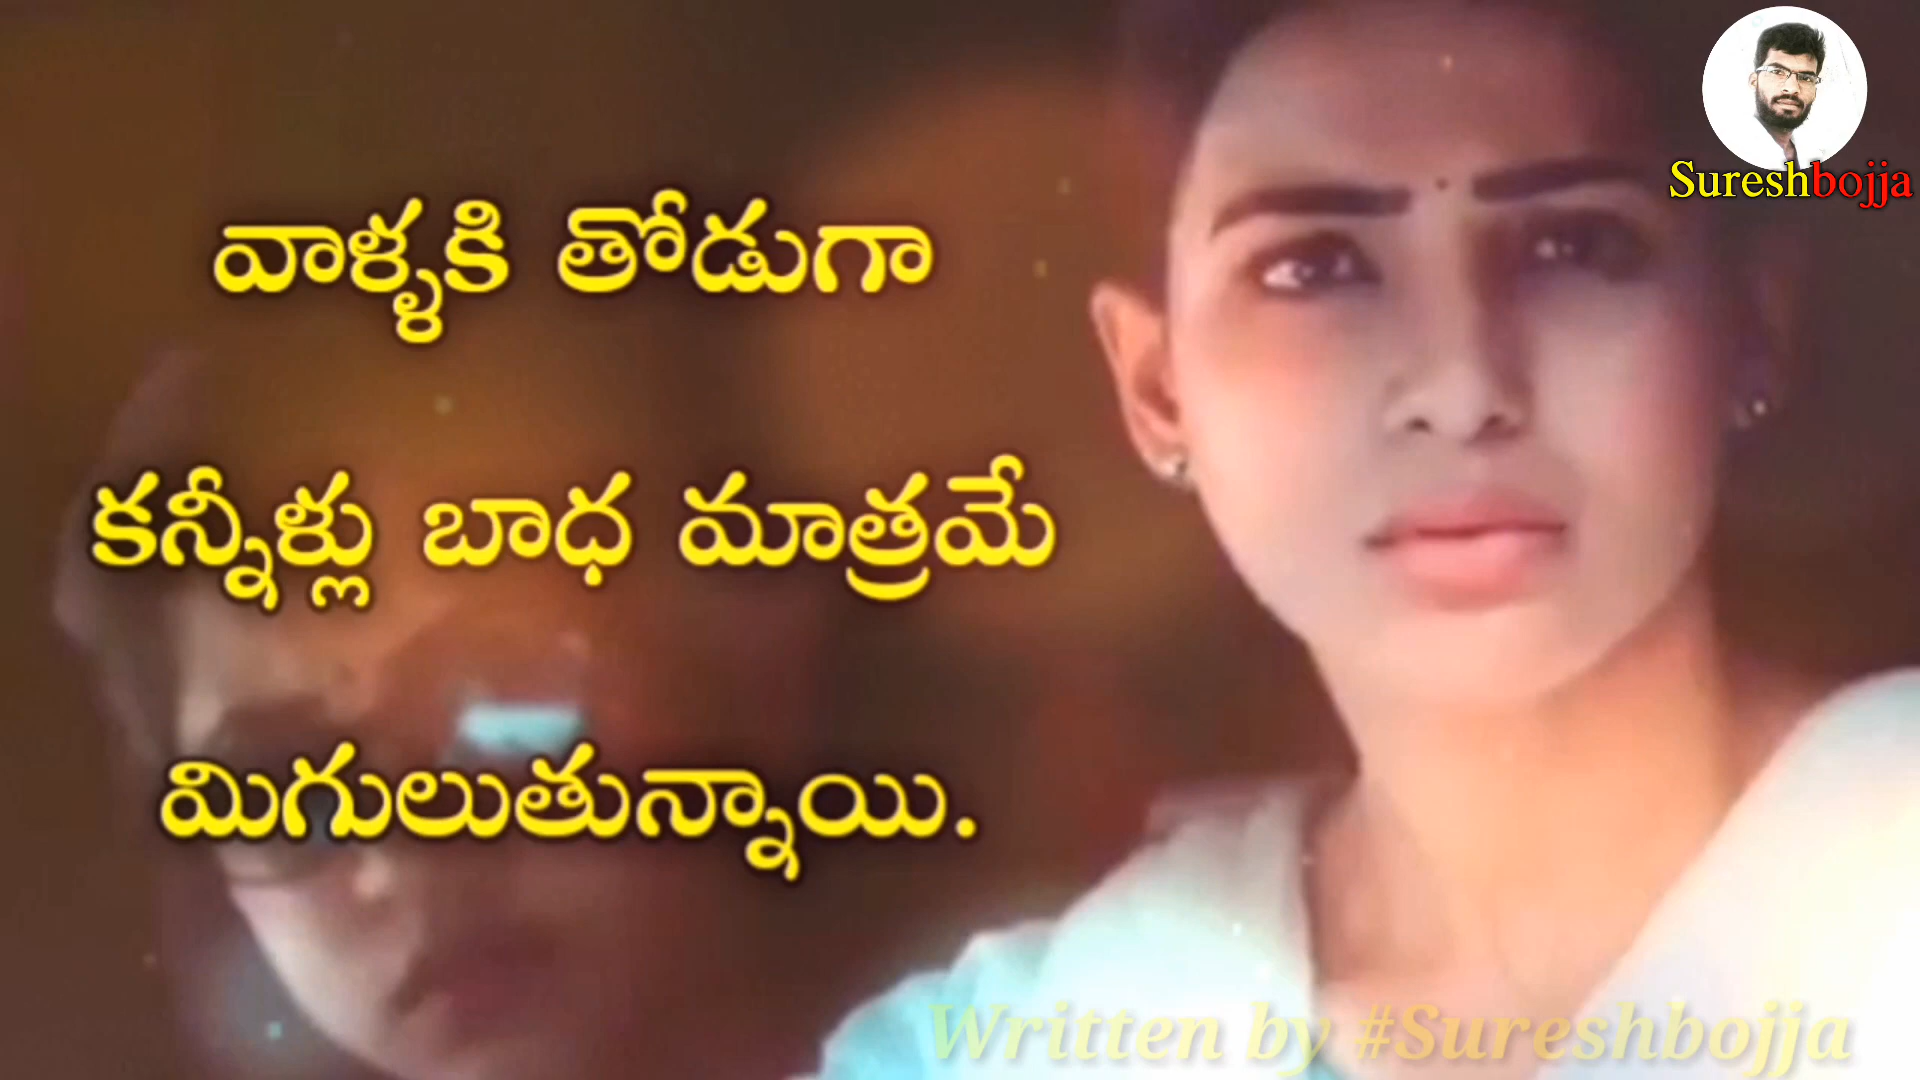 Sureshbojja
వాళ్ళకి తోడుగా
కన్నీళ్లు బాధ మాత్రమే
మిగులుతున్నాయి.
Written by #Sureshbojja